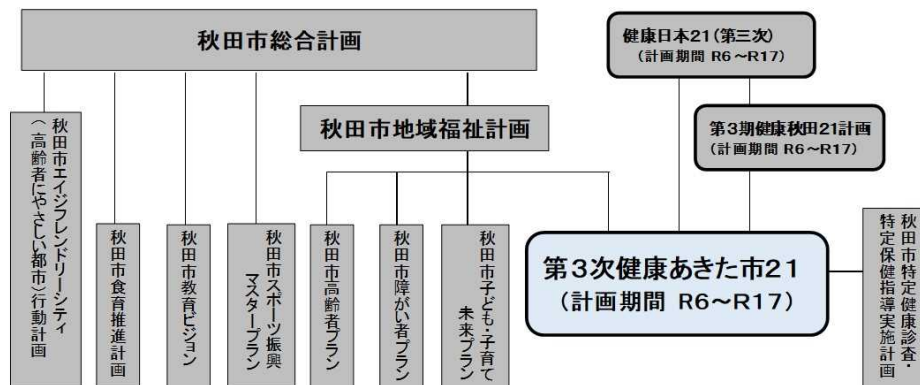 秋田市総合計画
健康日本21(第三次)
(計画期間 R6~R17)
秋田市地域福祉計画
第3期健康秋田21計画
(計画期間 R6~R17)
秋田市エイジフレンドリーシティ
(高齢者にやさしい都市)行動計画
秋田市食育推進計画
秋田市教育ビジョン
秋田市スポーツ振興
マスタープラン
秋田市高齢者プラン
秋田市障がい者プラン
秋田市子ども・子育て
未来プラン
第3次健康あきた市21
(計画期間 R6~R17)
秋田市特定健康診査・
特定保健指導実施計画